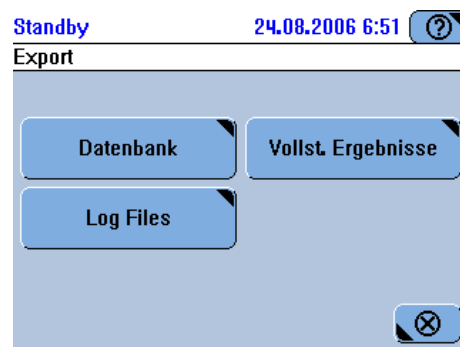 Standby 24.08.2006 6:51 ?
Export
Datenbank Vollst. Ergebnisse
Log Files